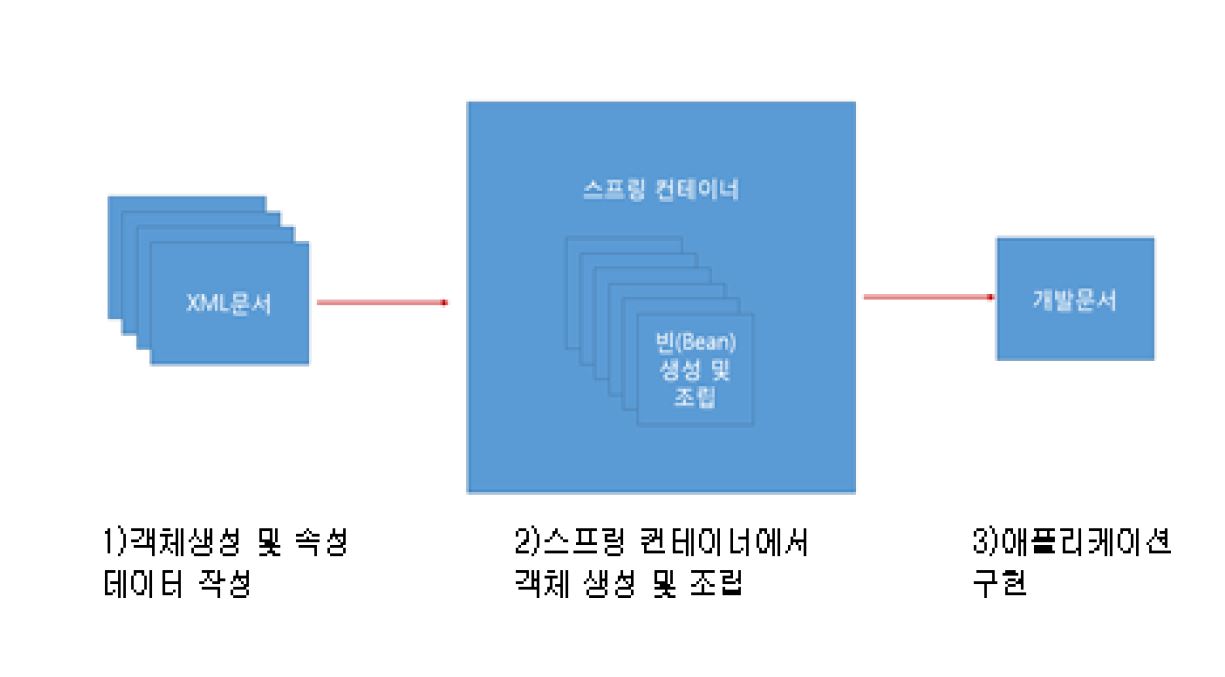 스프링 컨테이너
XML문서
빈(Bean)
생성 및
조립
개발문서
1)객체생성 및 속성
데이터 작성
2)스프링 컨테이너에서
객체 생성 및 조립
3)애플리케이션
구현